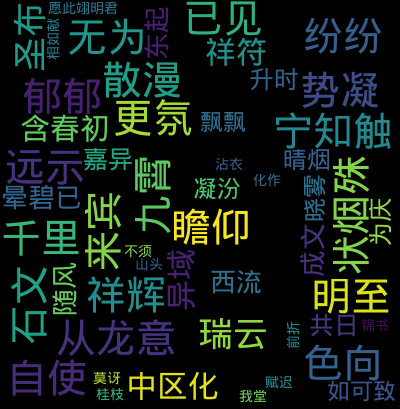 愿此翊明君
已见
圣布
相如献
无为
东起
纷纷
祥符
散漫
升时
势凝
郁郁
更氛
飘飘
含春初
宁知触
远示
嘉异
沾衣
晴烟
九霄
化作
状烟殊
晕碧已
凝汾
晓雾
来宾
瞻仰
为庆
千里
不须
成文
山头
异域
石文
随风
西流
祥辉
明至
从龙意
瑞云
前折
共日
锦书
色向
自使
莫讶
中区化
赋迟
桂枝
我堂
如可致